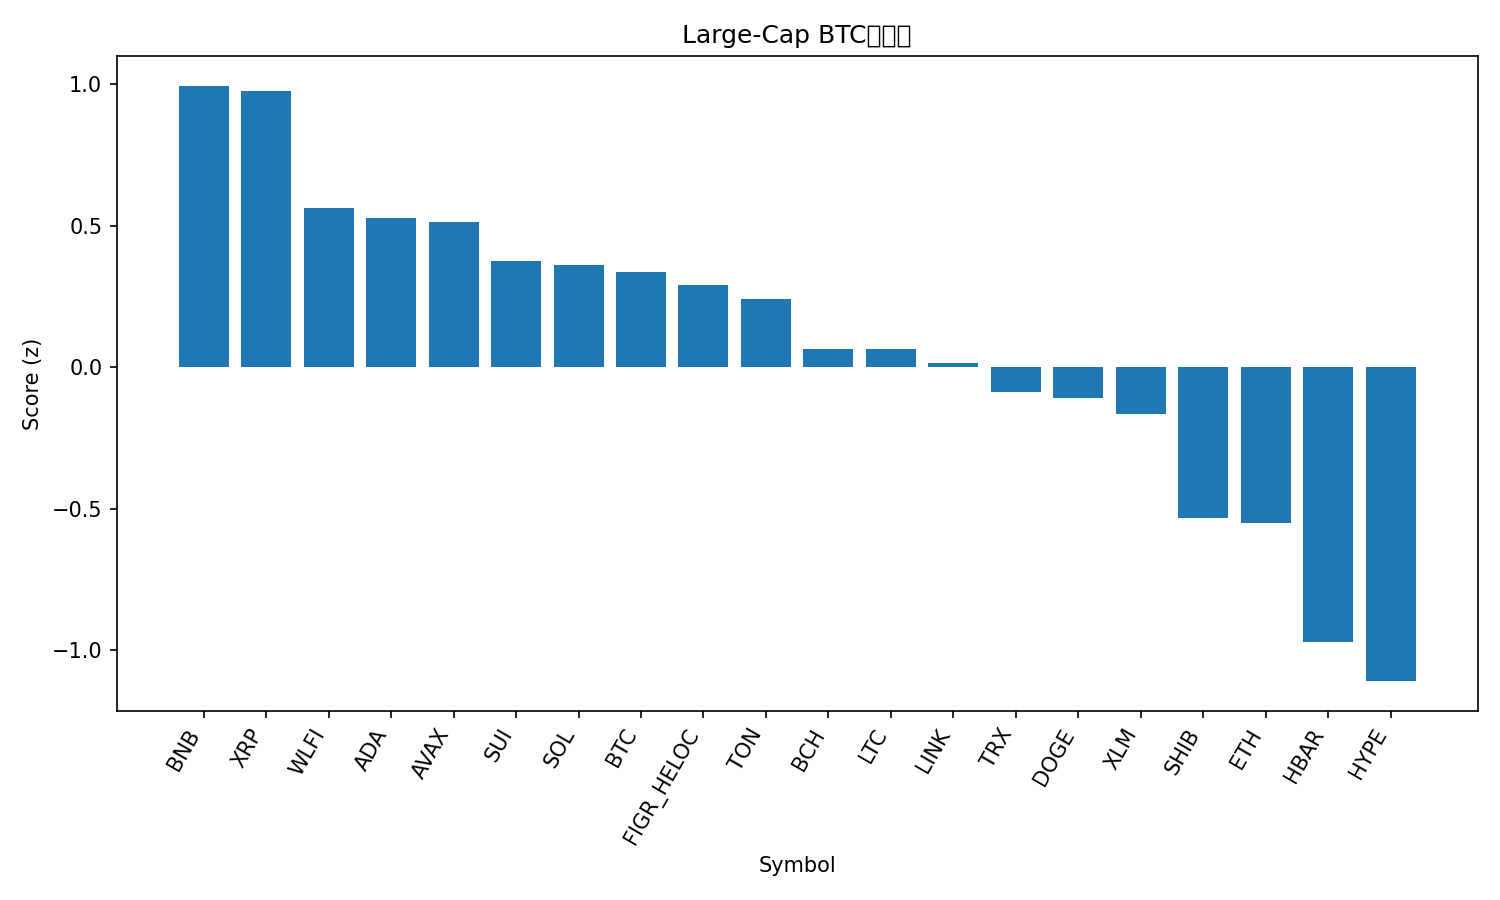 Large-Cap BTC
Score (z)
1.0
0.5
0.0
−0.5
−1.0
BNB
XRP
WLFI
ADA
AVAX
SUI
SOL
BTC
FIGR_HELOC
TON
BCH
LTC
LINK
TRX
DOGE
XLM
SHIB
ETH
HBAR
HYPE
Symbol